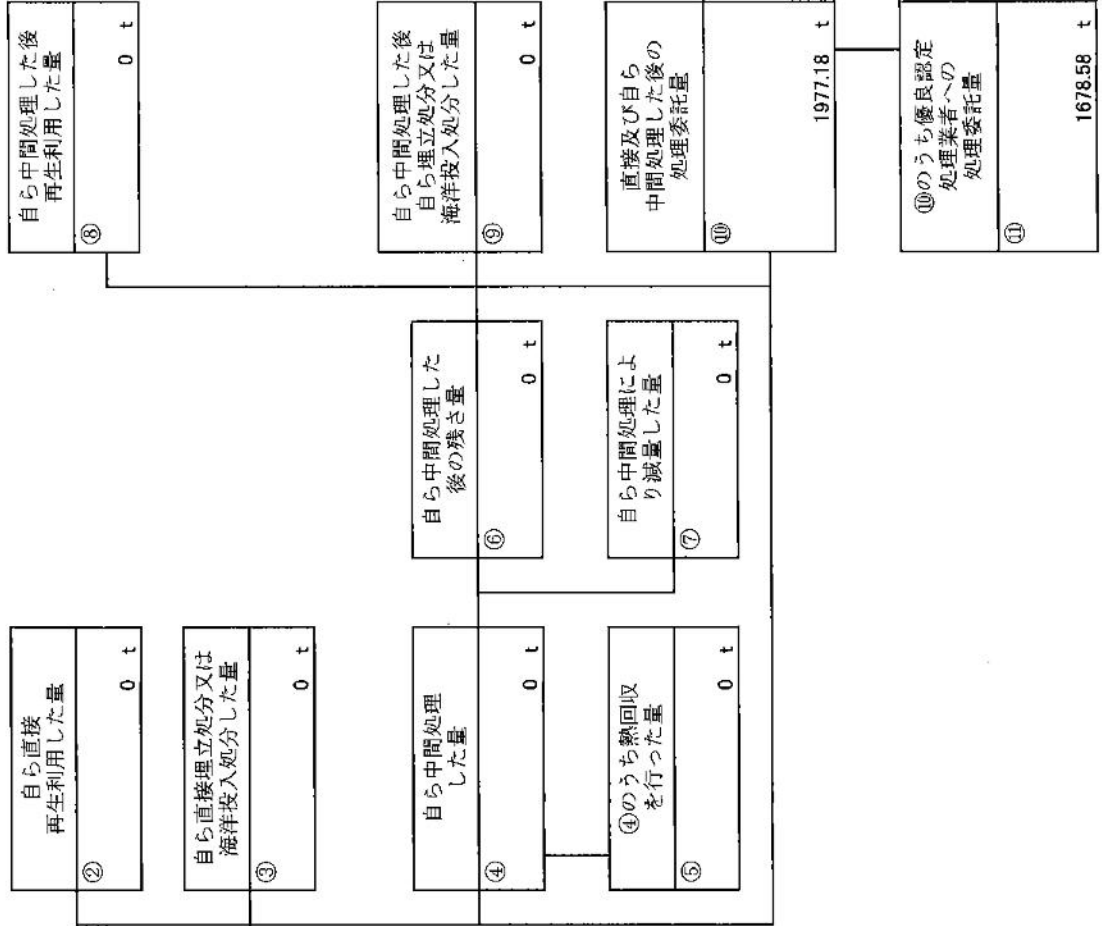 自ら直接
再生利用した量
②
0 t
自ら直接埋立処分又は
海洋投入処分した量
③
0 t
自ら中間処理
した量
④
0 t
④のうち熱回収
を行った量
⑤
0 t
自ら中間処理した
後の残さ量
⑥
0 t
自ら中間処理によ
り減量した量
⑦
0 t
自ら中間処理した後
再生利用した量
⑧
0 t
自ら中間処理した後
自ら埋立処分又は
海洋投入処分した量
⑨
0 t
直接及び自ら
中間処理した後の
処理委託量
⑩
1977.18 t
⑩のうち優良認定
処理業者への
処理委託量
⑪
1678.58 t